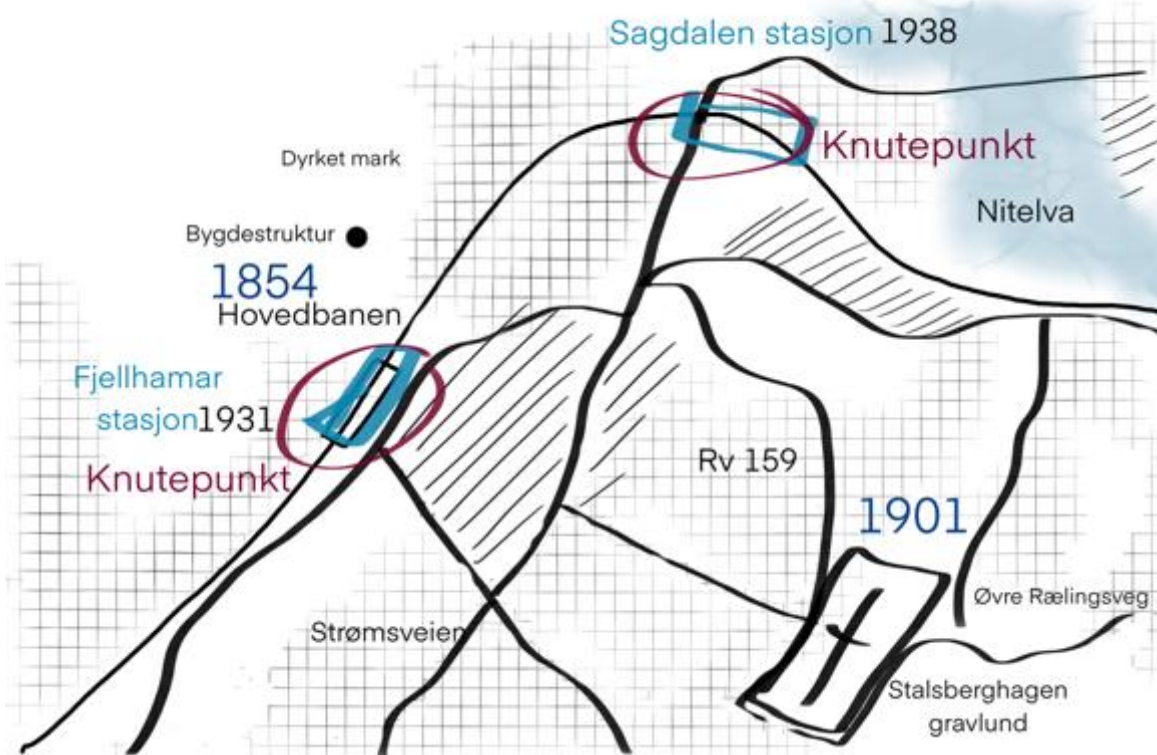 Sagdalen stasjon 1938
Knutepunkt
Dyrket mark
Nitelva
Bygdestruktur
1854
Hovedbanen
Fjellhamar
stasjon1931
Knutepunkt
Rv 159
1901
Øvre Rælingsveg
Strømsveien
Stalsberghagen
gravlund